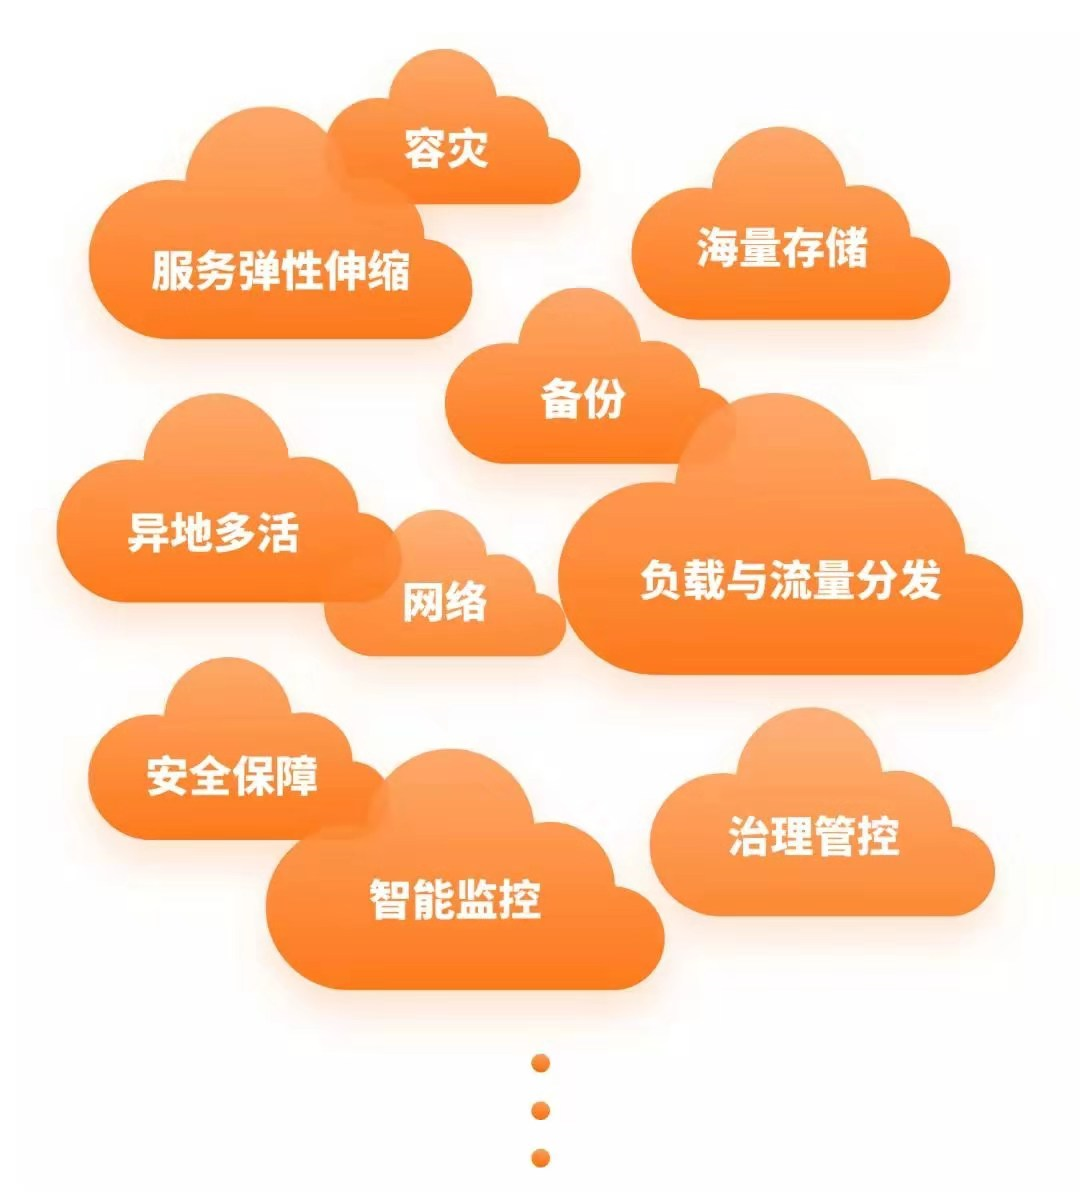 容灾
服务弹性伸缩
海量存储
备份
异地多活
网络
负载与流量分发
安全保障
治理管控
智能监控